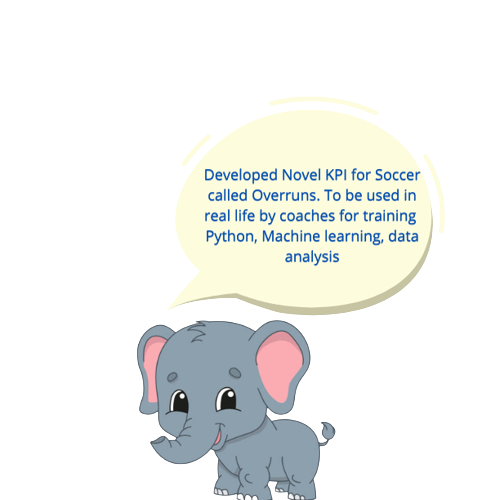 Developed Novel KPI for Soccer
called Overruns. To be used in
real life by coaches for training
Python, Machine learning, data
analysis